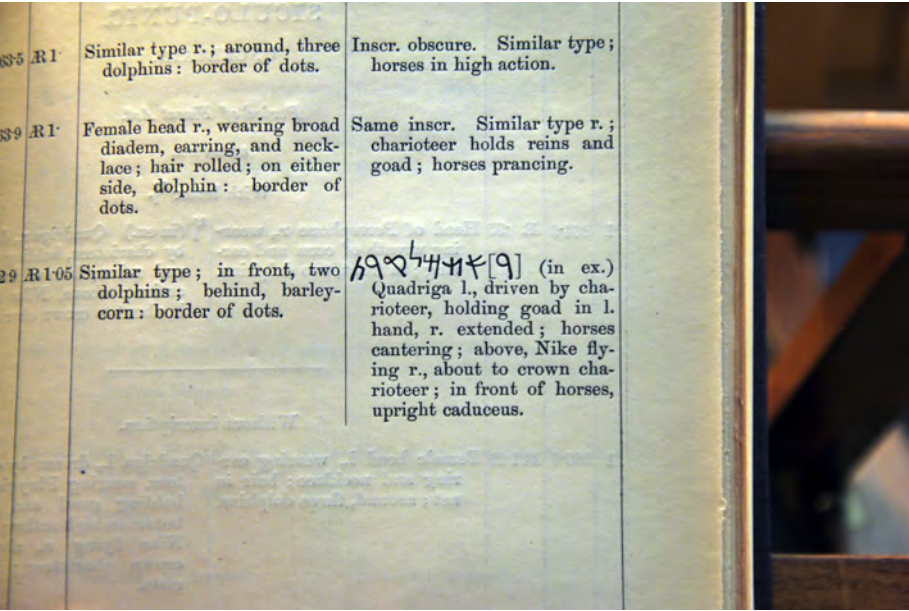 Æ 1·
Similar type r.; around, three
dolphins: border of dots.
Inscr. obscure. Similar type;
horses in high action.
Æ 1·
Female head r., wearing broad
diadem, earring, and neck-
lace; hair rolled; on either
side, dolphin: border of
dots.
Same inscr. Similar type r.;
charioteer holds reins and
goad; horses prancing.
Æ 1·05
Similar type; in front, two
dolphins; behind, barley-
corn: border of dots.
(in ex.)
Quadriga l., driven by cha-
rioteer, holding goad in l.
hand, r. extended; horses
cantering; above, Nike fly-
ing r., about to crown cha-
rioteer; in front of horses,
upright caduceus.